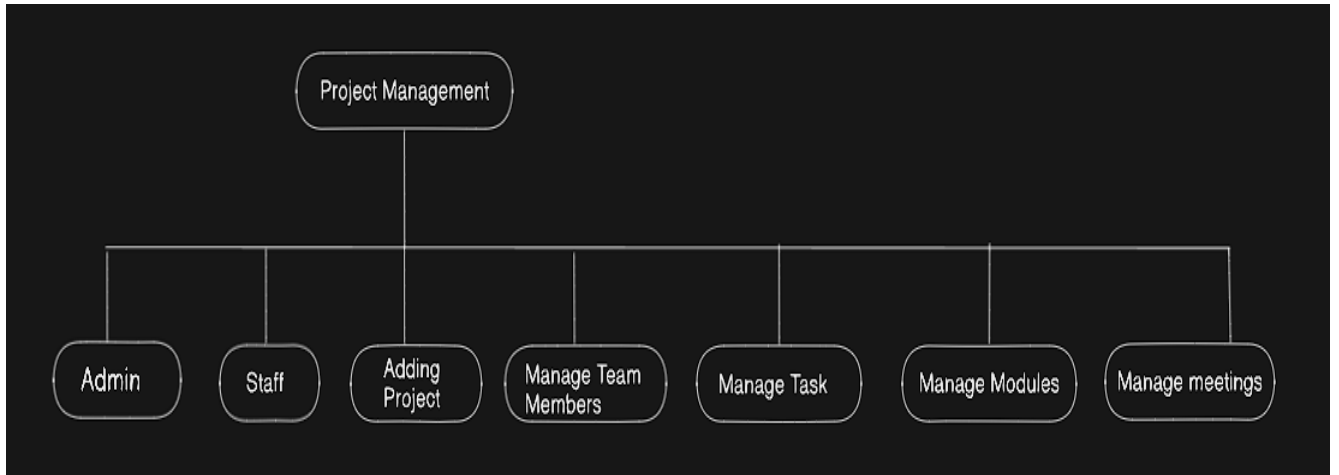 Project Management
Admin
Staff
Adding
Project
Manage Team
Members
Manage Task
Manage Modules
Manage meetings